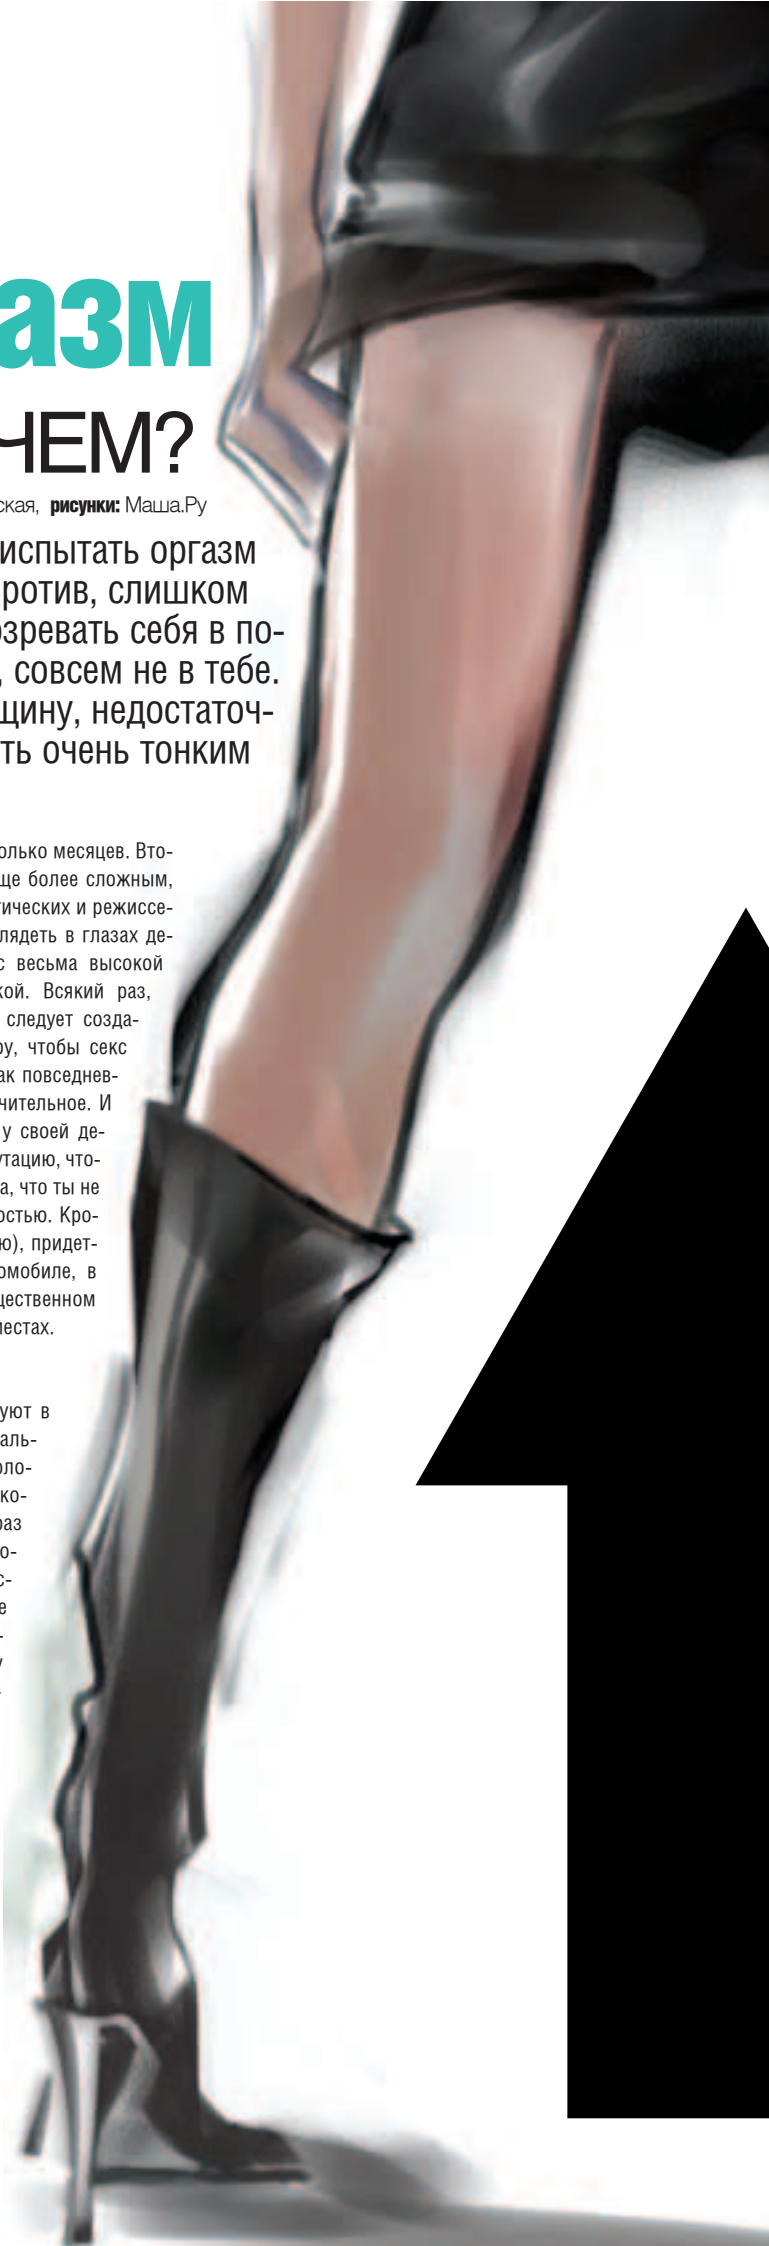 азм
ЧЕМ?
ская, рисунки: Маша.Ру
испытать оргазм
ротив, слишком
озревать себя в по-
, совсем не в тебе.
щину, недостаточ-
ть очень тонким
олько месяцев. Вто-
ще более сложным,
тических и режиссе-
лядеть в глазах де-
с весьма высокой
кой. Всякий раз,
следует созда-
ру, чтобы секс
ак повседнев-
чительное. И
у своей де-
утацию, что-
а, что ты не
остью. Кро-
ю), придет-
омобиле, в
щественном
местах.
уют в
аль-
оло-
ко-
раз
о-
с-
е
-
у